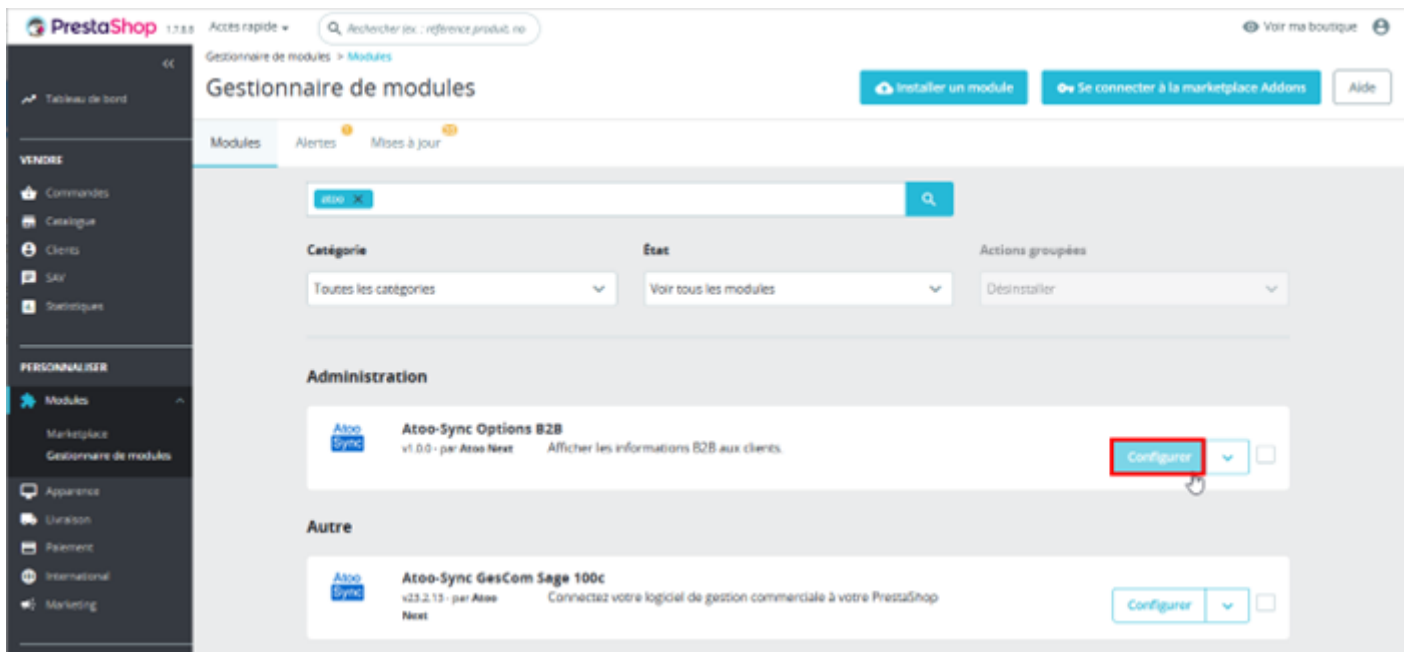 PrestaShop
Accès rapide
Rechercher (ex. : référence produit, no
Voir ma boutique
Gestionnaire de modules > Modules
Gestionnaire de modules
Installer un module
Se connecter à la marketplace Addons
Aide
Tableau de bord
Modules
Alertes
Mises à jour
VENDRE
Commandes
Catalogue
Clients
SAV
Statistiques
atoo
Catégorie
État
Actions groupées
Toutes les catégories
Voir tous les modules
Désinstaller
PERSONNALISER
Modules
Marketplace
Gestionnaire de modules
Apparence
Livraison
Paiement
International
Marketing
Administration
Atoo
Sync
Atoo-Sync Options B2B
v1.0.0 - par Atoo Next
Afficher les informations B2B aux clients.
Configurer
Autre
Atoo
Sync
Atoo-Sync GesCom Sage 100c
v23.2.13 - par Atoo
Next
Connectez votre logiciel de gestion commerciale à votre PrestaShop
Configurer